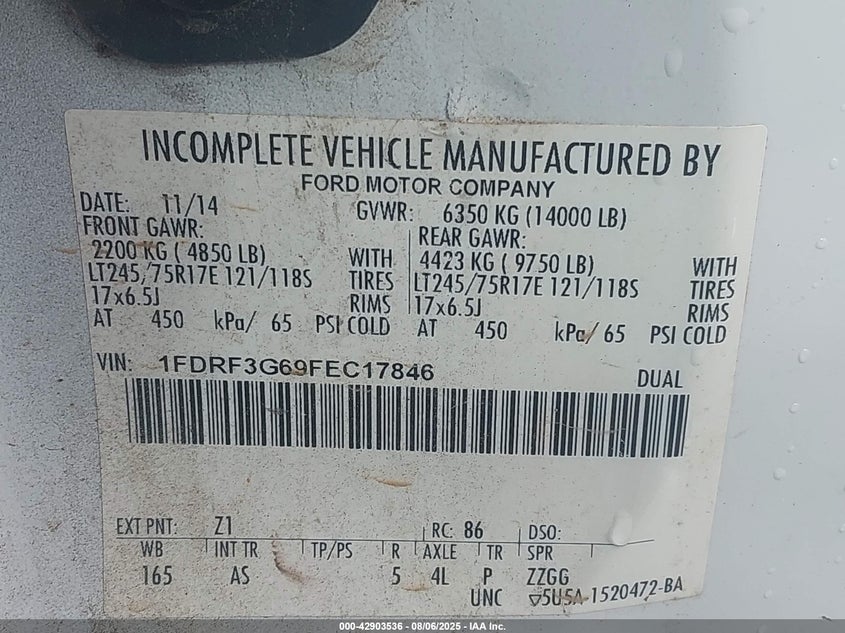 INCOMPLETE VEHICLE MANUFACTURED BY
FORD MOTOR COMPANY
DATE: 11/14 GVWR: 6350 KG (14000 LB)
FRONT GAWR: REAR GAWR:
2200 KG ( 4850 LB) WITH 4423 KG ( 9750 LB) WITH
LT245/75R17E 121/118S TIRES LT245/75R17E 121/118S TIRES
17x6.5J RIMS 17x6.5J RIMS
AT 450 kPa/ 65 PSI COLD AT 450 kPa/ 65 PSI COLD
VIN: 1FDRF3G69FEC17846 DUAL
EXT PNT: Z1 RC: 86 DSO:
WB INT TR TP/PS R AXLE TR SPR
165 AS 5 4L P ZZGG
UNC 5U5A-1520472-BA
000-42903536 - 08/06/2025 - IAA Inc.